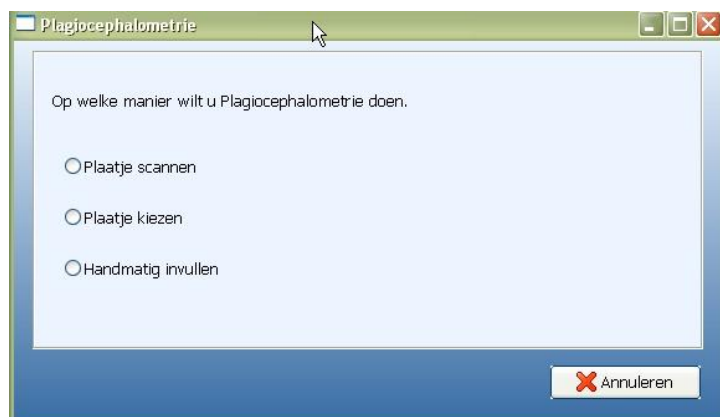 Plagiocephalometrie
Op welke manier wilt u Plagiocephalometrie doen.
Plaatje scannen
Plaatje kiezen
Handmatig invullen
Annuleren